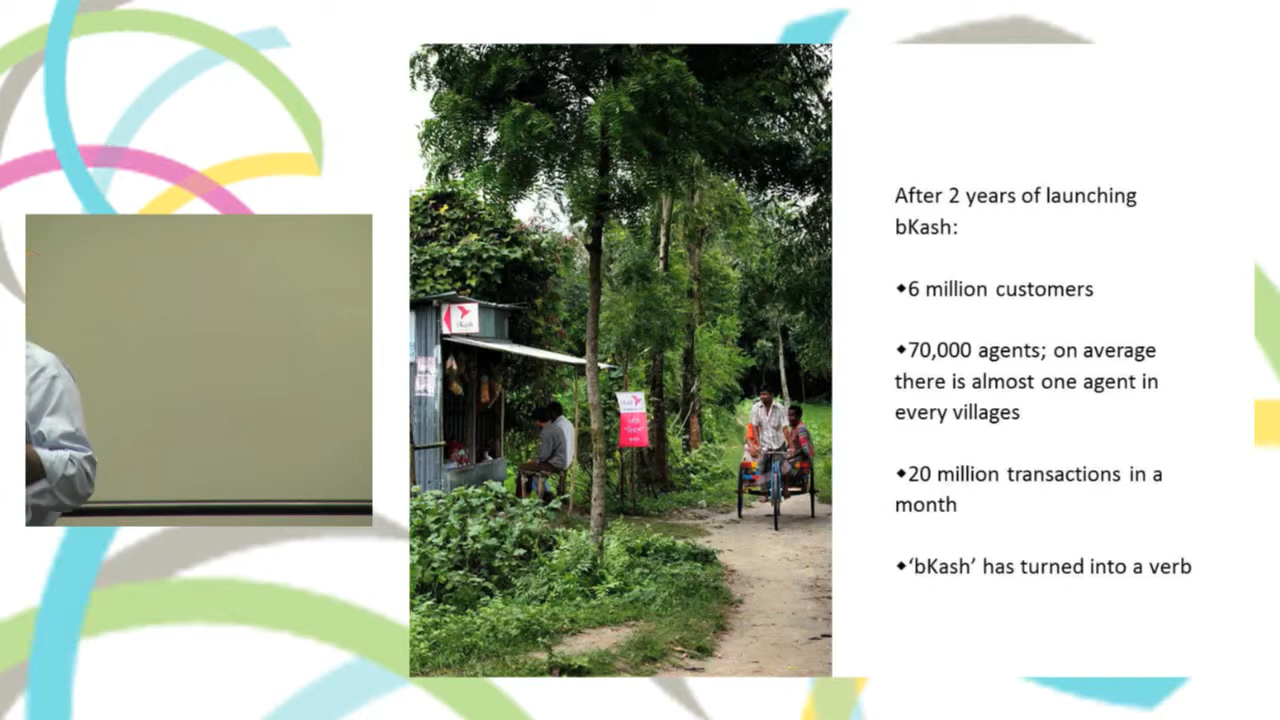 bKash
After 2 years of launching
bKash:
◆6 million customers
◆70,000 agents; on average
there is almost one agent in
every villages
◆20 million transactions in a
month
◆‘bKash’ has turned into a verb